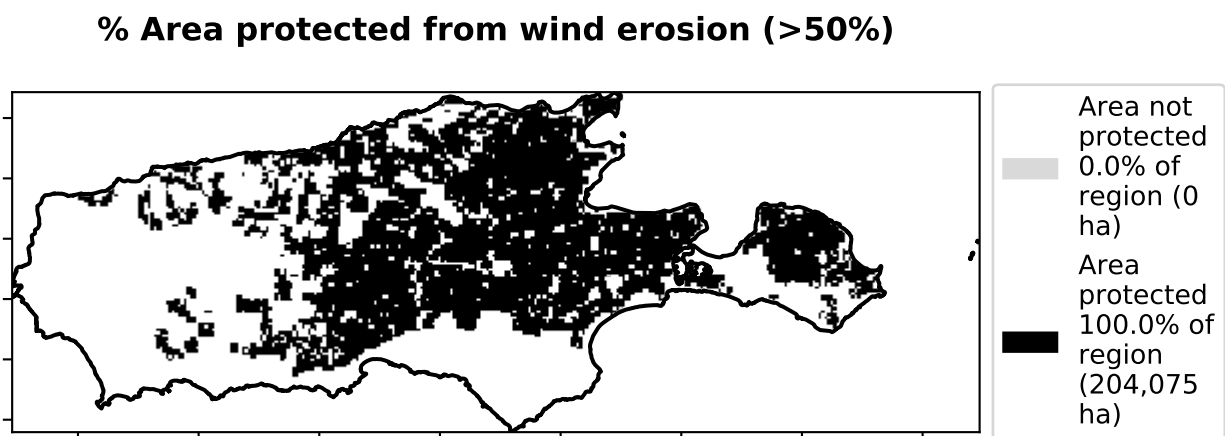 % Area protected from wind erosion (>50%)
Area not
protected
0.0% of
region (0
ha)
Area
protected
100.0% of
region
(204,075
ha)